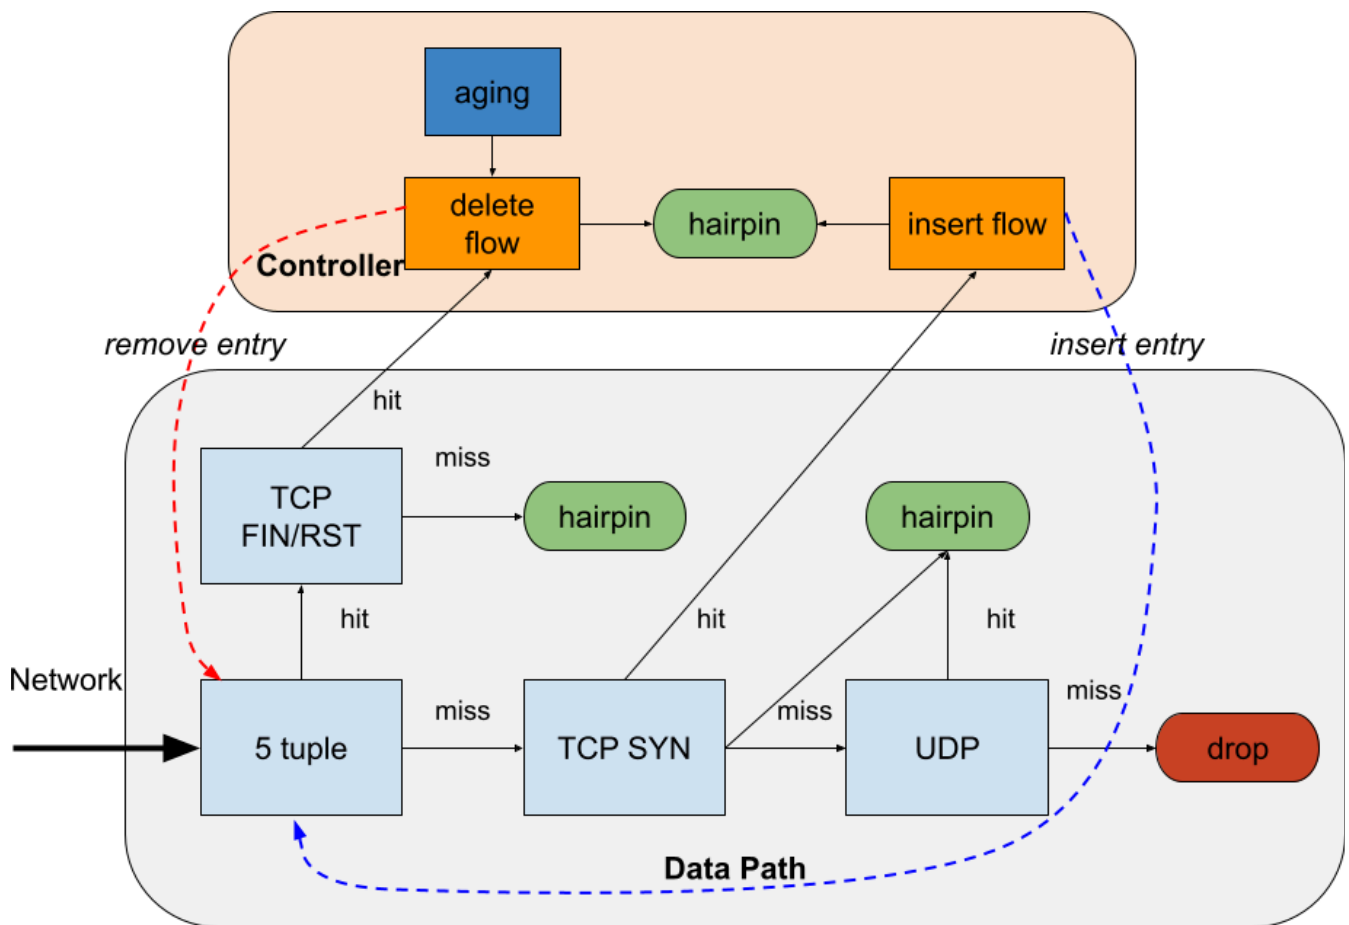 aging
delete
flow
hairpin
insert flow
Controller
remove entry
insert entry
hit
miss
TCP
FIN/RST
hairpin
hairpin
hit
hit
hit
Network
miss
miss
miss
5 tuple
TCP SYN
UDP
drop
Data Path